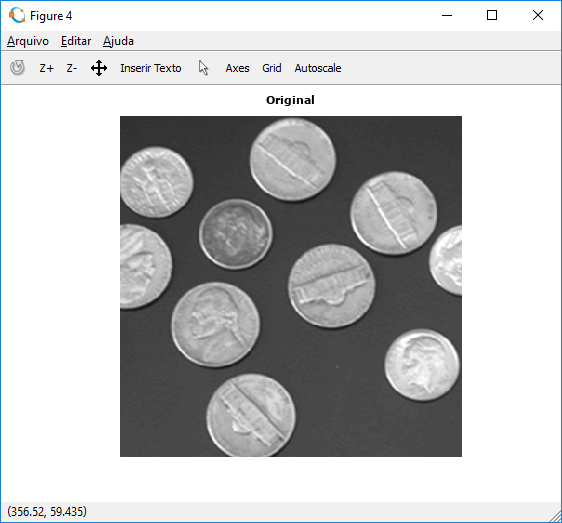 Figure 4
Arquivo Editar Ajuda
Z+ Z- Inserir Texto Axes Grid Autoscale
Original
(356.52, 59.435)